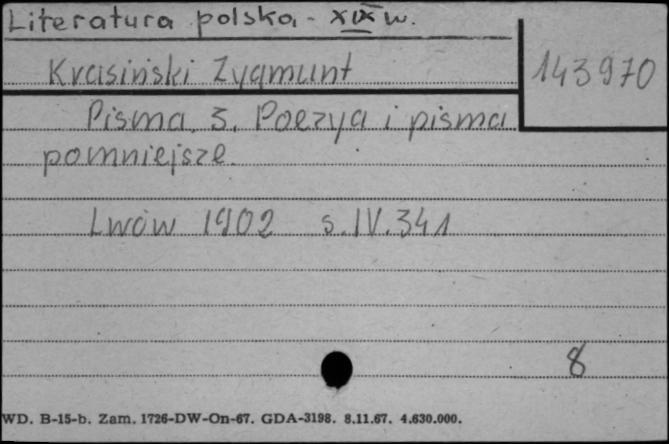 Literatura polska - XIX w.
Krasiński Zygmunt
143970
Pisma. 3. Poezya i pisma
pomniejsze.
Lwów 1902 s. IV. 341
8
WD. B-15-b. Zam. 1726-DW-On-67. GDA-3198. 8.11.67. 4.630.000.